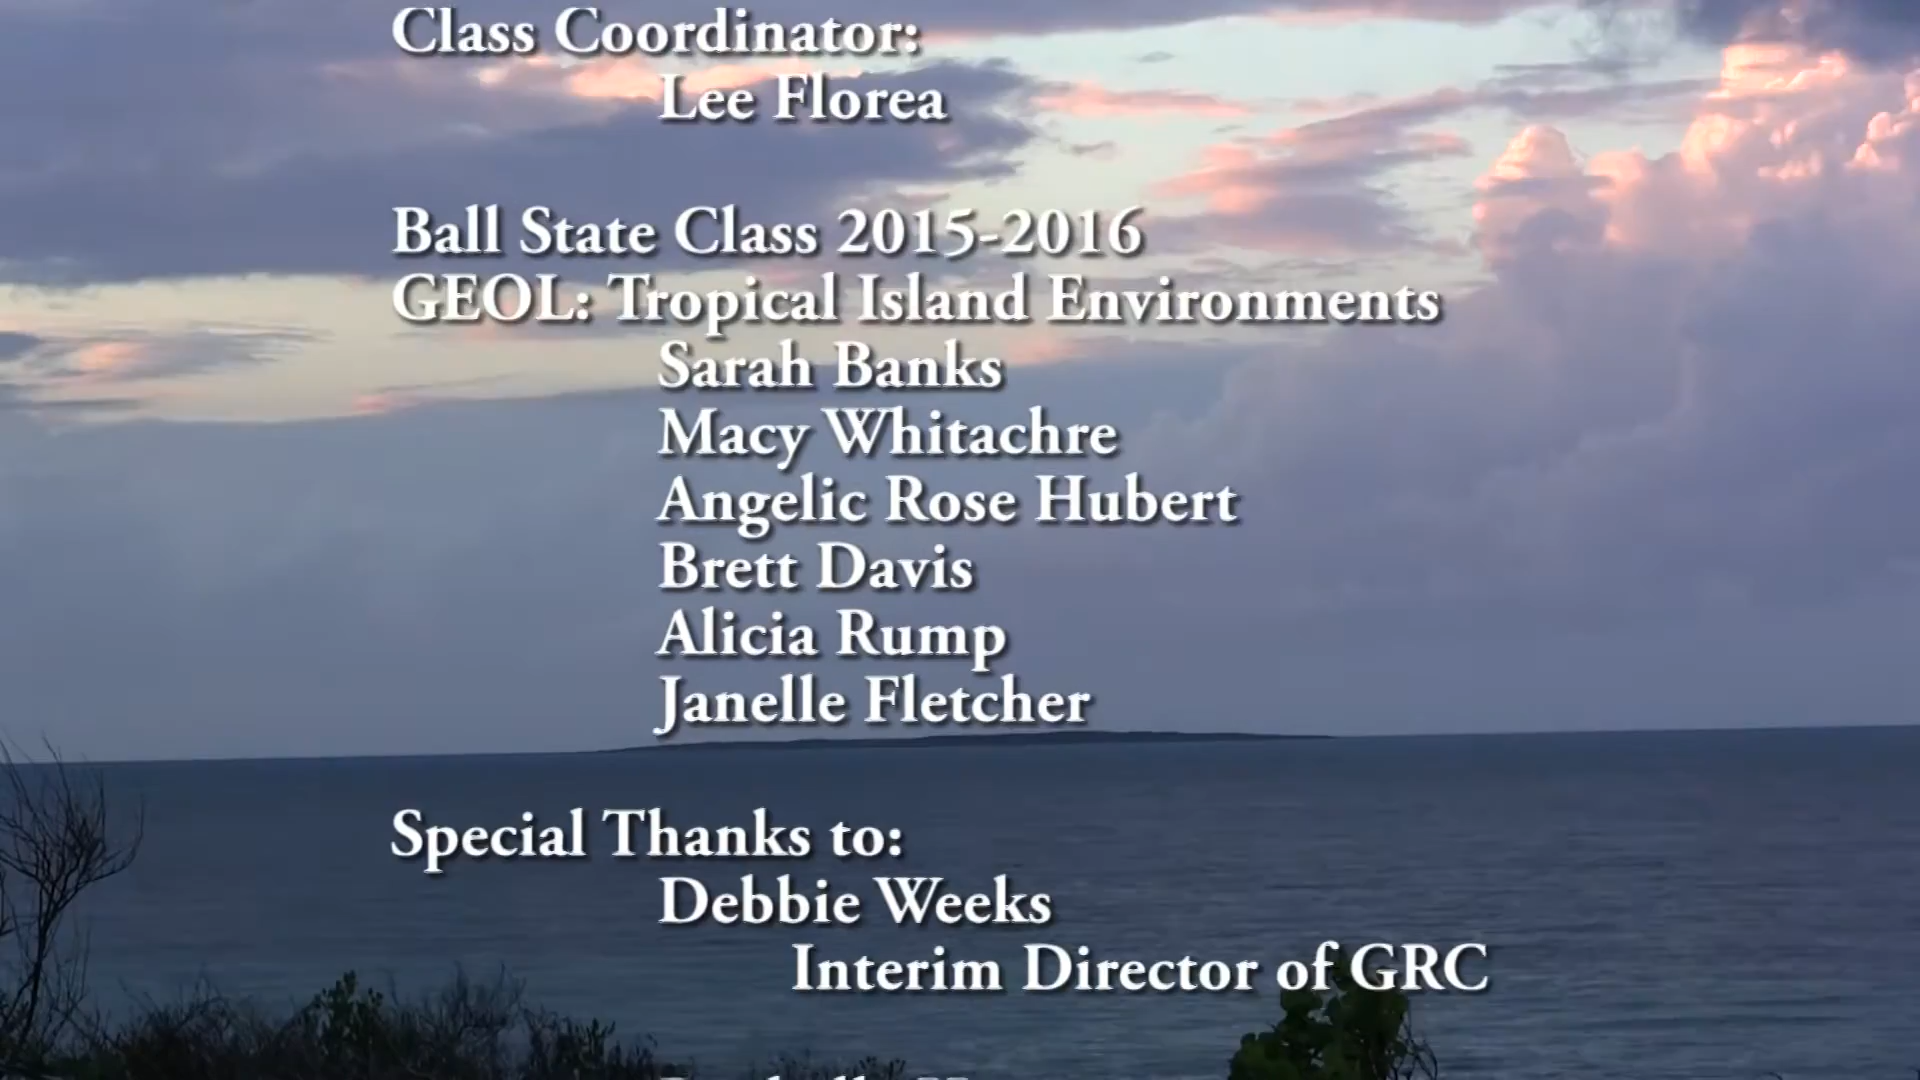 Class Coordinator:
Lee Florea
Ball State Class 2015-2016
GEOL: Tropical Island Environments
Sarah Banks
Macy Whitachre
Angelic Rose Hubert
Brett Davis
Alicia Rump
Janelle Fletcher
Special Thanks to:
Debbie Weeks
Interim Director of GRC